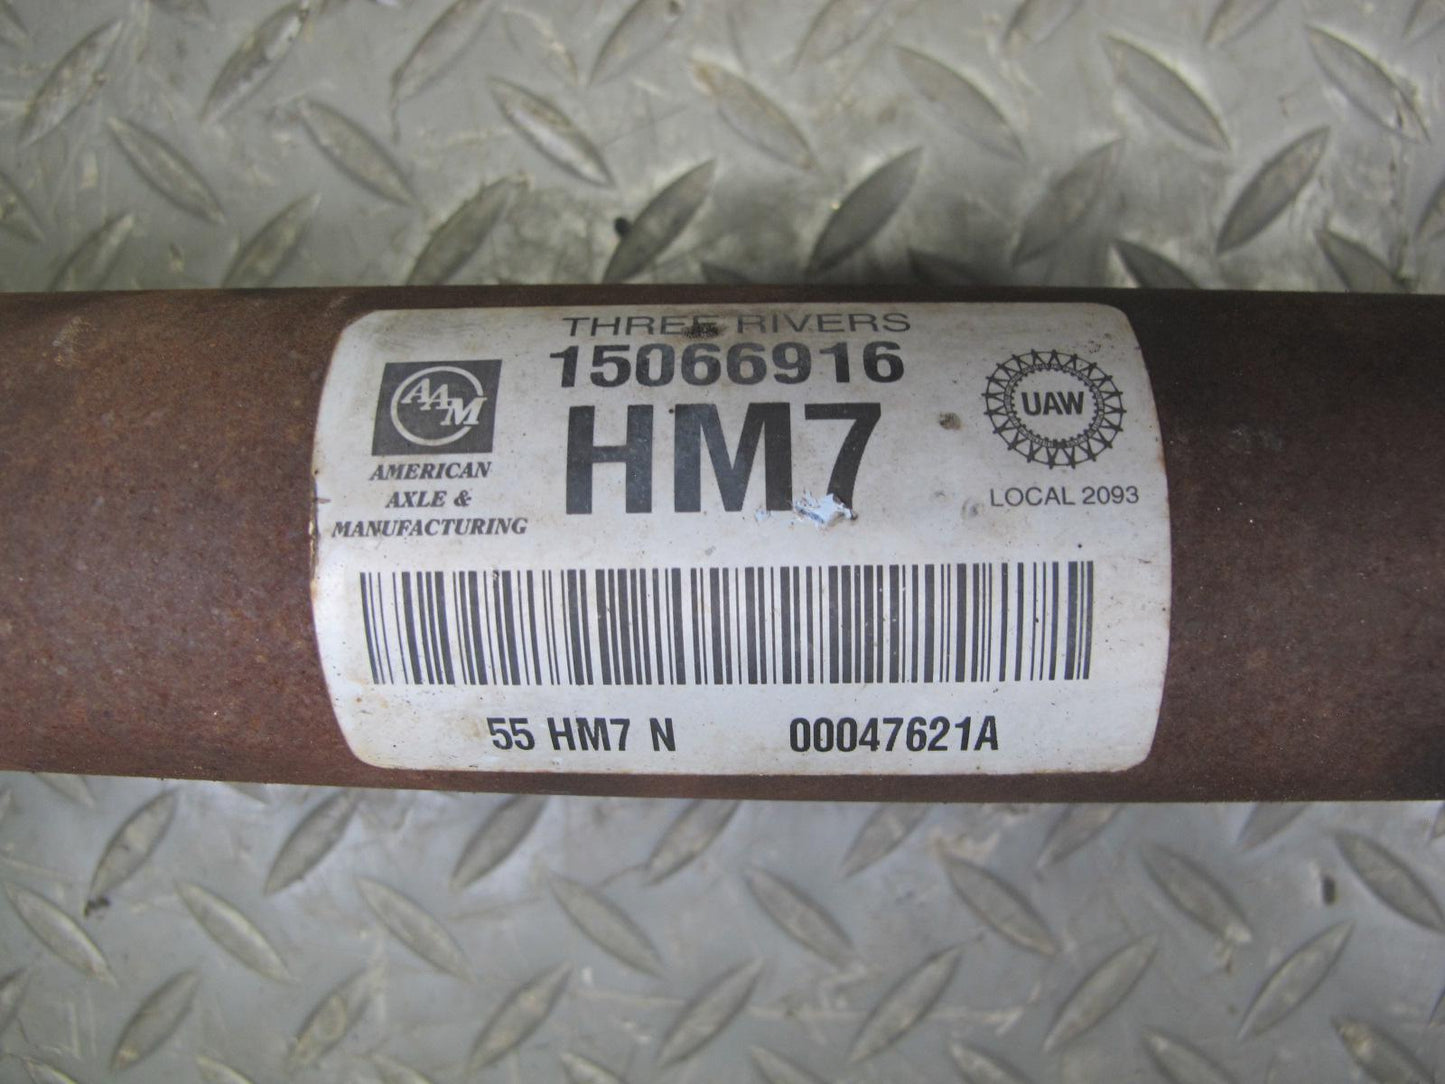 THREE RIVERS
15066916
HM7
AAM
AMERICAN
AXLE &
MANUFACTURING
UAW
LOCAL 2093
55 HM7 N 00047621A